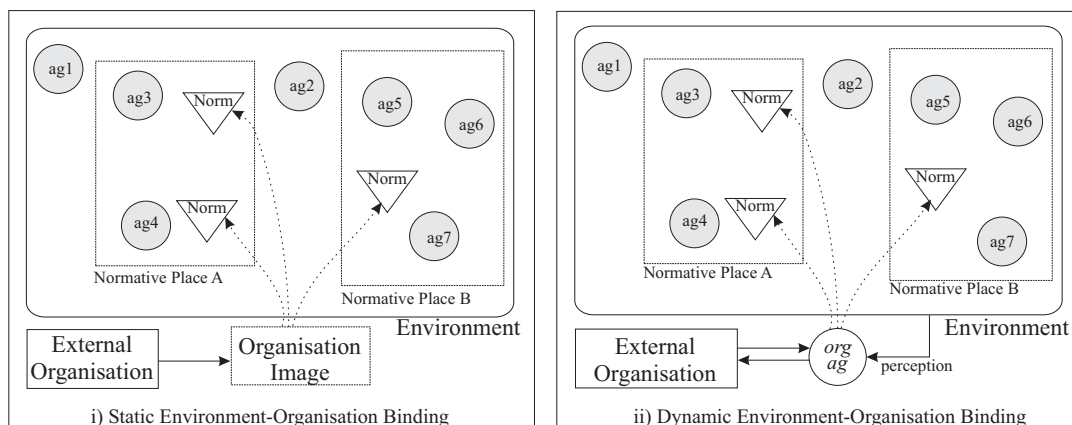 ag1
ag3
Norm
ag2
ag5
ag6
Norm
ag4
Norm
ag7
Normative Place A
Normative Place B
Environment
External
Organisation
Organisation
Image
i) Static Environment-Organisation Binding
ag1
ag3
Norm
ag2
ag5
ag6
Norm
ag4
Norm
ag7
Normative Place A
Normative Place B
Environment
External
Organisation
org
ag
perception
ii) Dynamic Environment-Organisation Binding